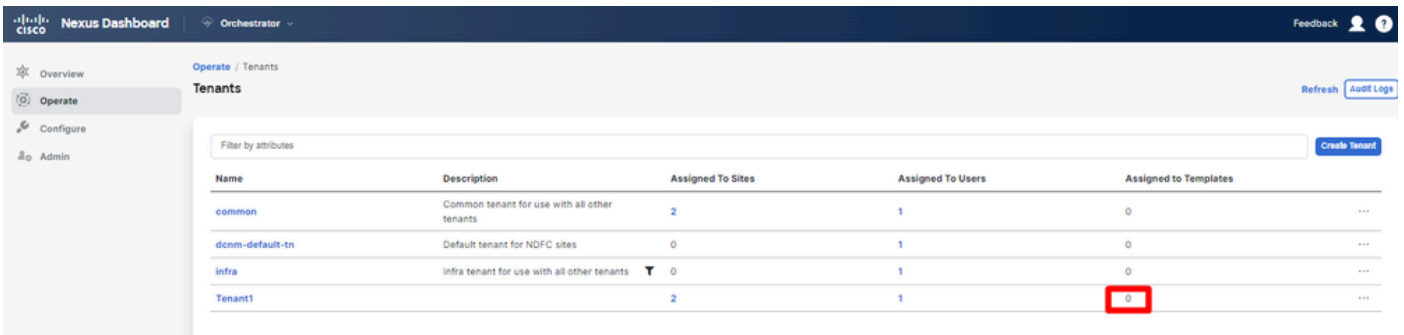 cisco Nexus Dashboard Orchestrator Feedback ?
Overview
Operate
Configure
Admin
Operate / Tenants
Tenants
Refresh Audit Logs
Filter by attributes Create Tenant
Name Description Assigned To Sites Assigned To Users Assigned to Templates
common Common tenant for use with all other 2 1 0 ...
tenants
dcnm-default-tn Default tenant for NDFC sites 0 1 0 ...
infra Infra tenant for use with all other tenants 0 1 0 ...
Tenant1 2 1 0 ...